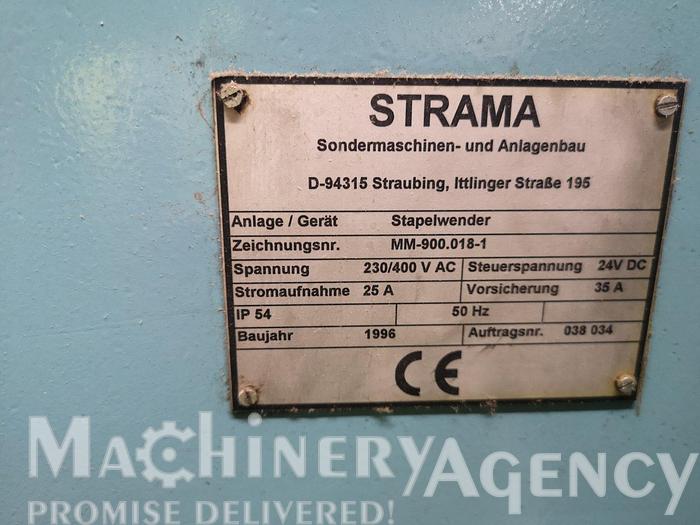 STRAMA
Sondermaschinen- und Anlagenbau
D-94315 Straubing, Ittlinger Straße 195
Anlage / Gerät Stapelwender
Zeichnungsnr. MM-900.018-1
Spannung 230/400 V AC Steuerspannung 24V DC
Stromaufnahme 25 A Vorsicherung 35 A
IP 54 50 Hz
Baujahr 1996 Auftragsnr. 038 034
CE
MACHINERYAGENCY
PROMISE DELIVERED!